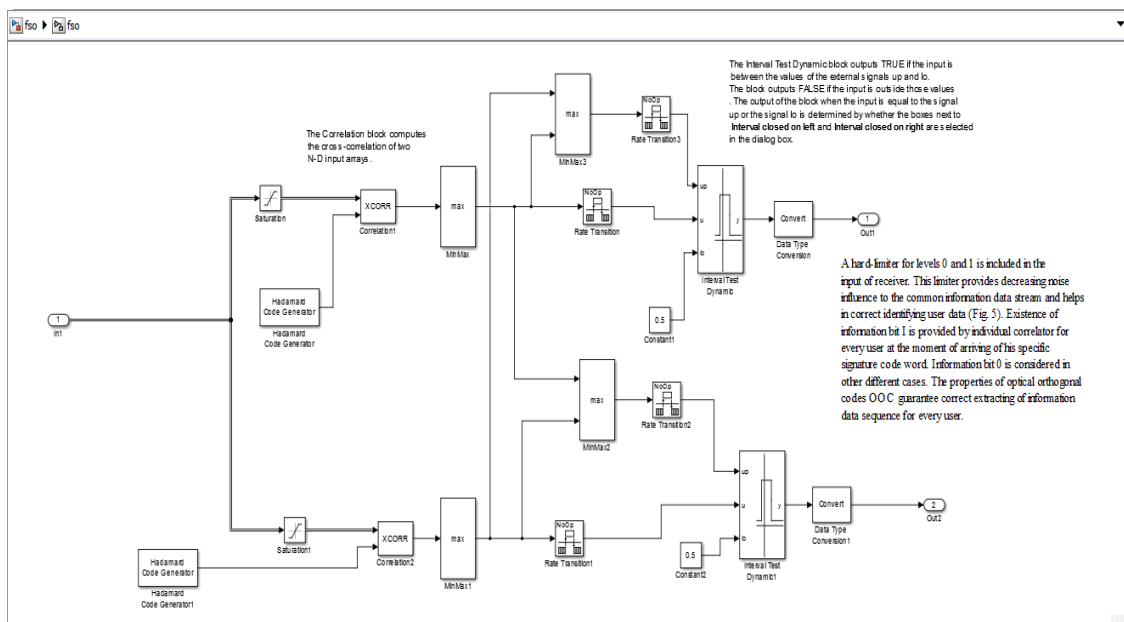 fso fso
The Interval Test Dynamic block outputs TRUE if the input is
between the values of the external signals up and lo.
The block outputs FALSE if the input is outside those values
. The output of the block when the input is equal to the signal
up or the signal lo is determined by whether the boxes next to
Interval closed on left and Interval closed on right are selected
in the dialog box.
The Correlation block computes
the cross-correlation of two
N-D input arrays.
max
MinMax3
NoOp
Rate Transition3
Saturation
XCORR
Correlation1
max
MinMax
NoOp
Rate Transition
up
u
lo
y
Interval Test
Dynamic
Convert
Data Type
Conversion
1
Out1
Hadamard
Code Generator
Hadamard
Code Generator
0.5
Constant1
1
In1
A hard-limiter for levels 0 and 1 is included in the
input of receiver. This limiter provides decreasing noise
influence to the common information data stream and helps
in correct identifying user data (Fig. 5). Existence of
information bit I is provided by individual correlator for
every user at the moment of arriving of his specific
signature code word. Information bit 0 is considered in
other different cases. The properties of optical orthogonal
codes OOC guarantee correct extracting of information
data sequence for every user.
max
MinMax2
NoOp
Rate Transition2
up
u
lo
y
Interval Test
Dynamic1
Convert
Data Type
Conversion1
2
Out2
Saturation1
XCORR
Correlation2
max
MinMax1
NoOp
Rate Transition1
0.5
Constant2
Hadamard
Code Generator
Hadamard
Code Generator1